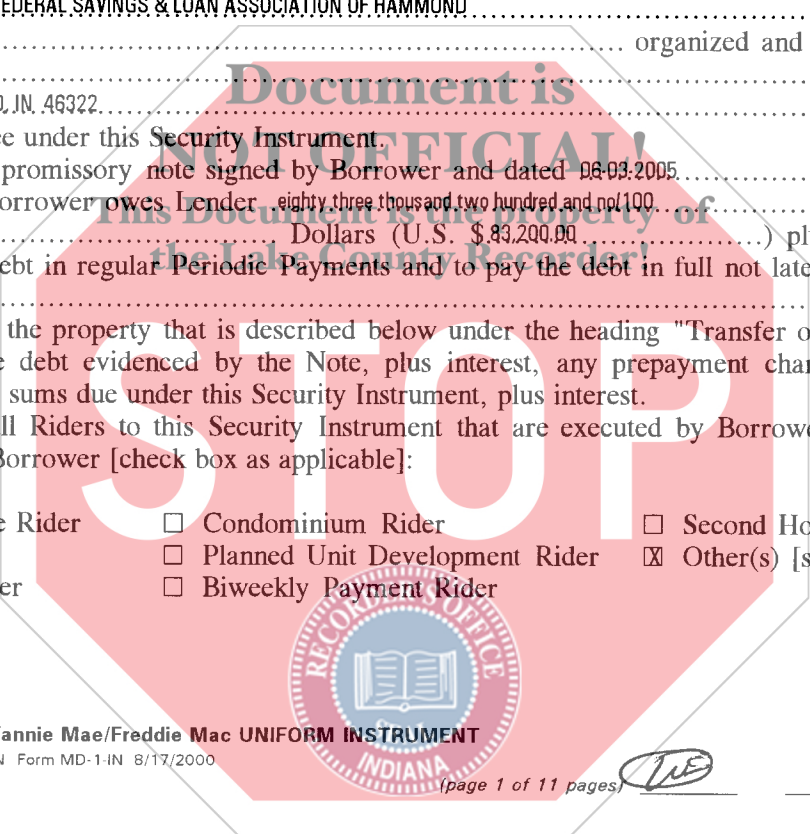 FEDERAL SAVINGS & LOAN ASSOCIATION OF HAMMOND
organized and
Document is
IN 46322
e under this Security Instrument.
NOT OFFICIAL!
promissory note signed by Borrower and dated 06-03-2005
orrower owes Lender eighty three thousand two hundred and no/100
This Document is the property of
Dollars (U.S. $ 83,200.00 ) pl
the Lake County Recorder!
ebt in regular Periodic Payments and to pay the debt in full not late
the property that is described below under the heading "Transfer o
e debt evidenced by the Note, plus interest, any prepayment char
sums due under this Security Instrument, plus interest.
ll Riders to this Security Instrument that are executed by Borrowe
Borrower [check box as applicable]:
STOP
e Rider ☐ Condominium Rider ☐ Second Ho
☐ Planned Unit Development Rider ☒ Other(s) [s
er ☐ Biweekly Payment Rider
RECORDER'S OFFICE
SEAL
INDIANA
annie Mae/Freddie Mac UNIFORM INSTRUMENT
N Form MD-1-IN 8/17/2000
(page 1 of 11 pages)